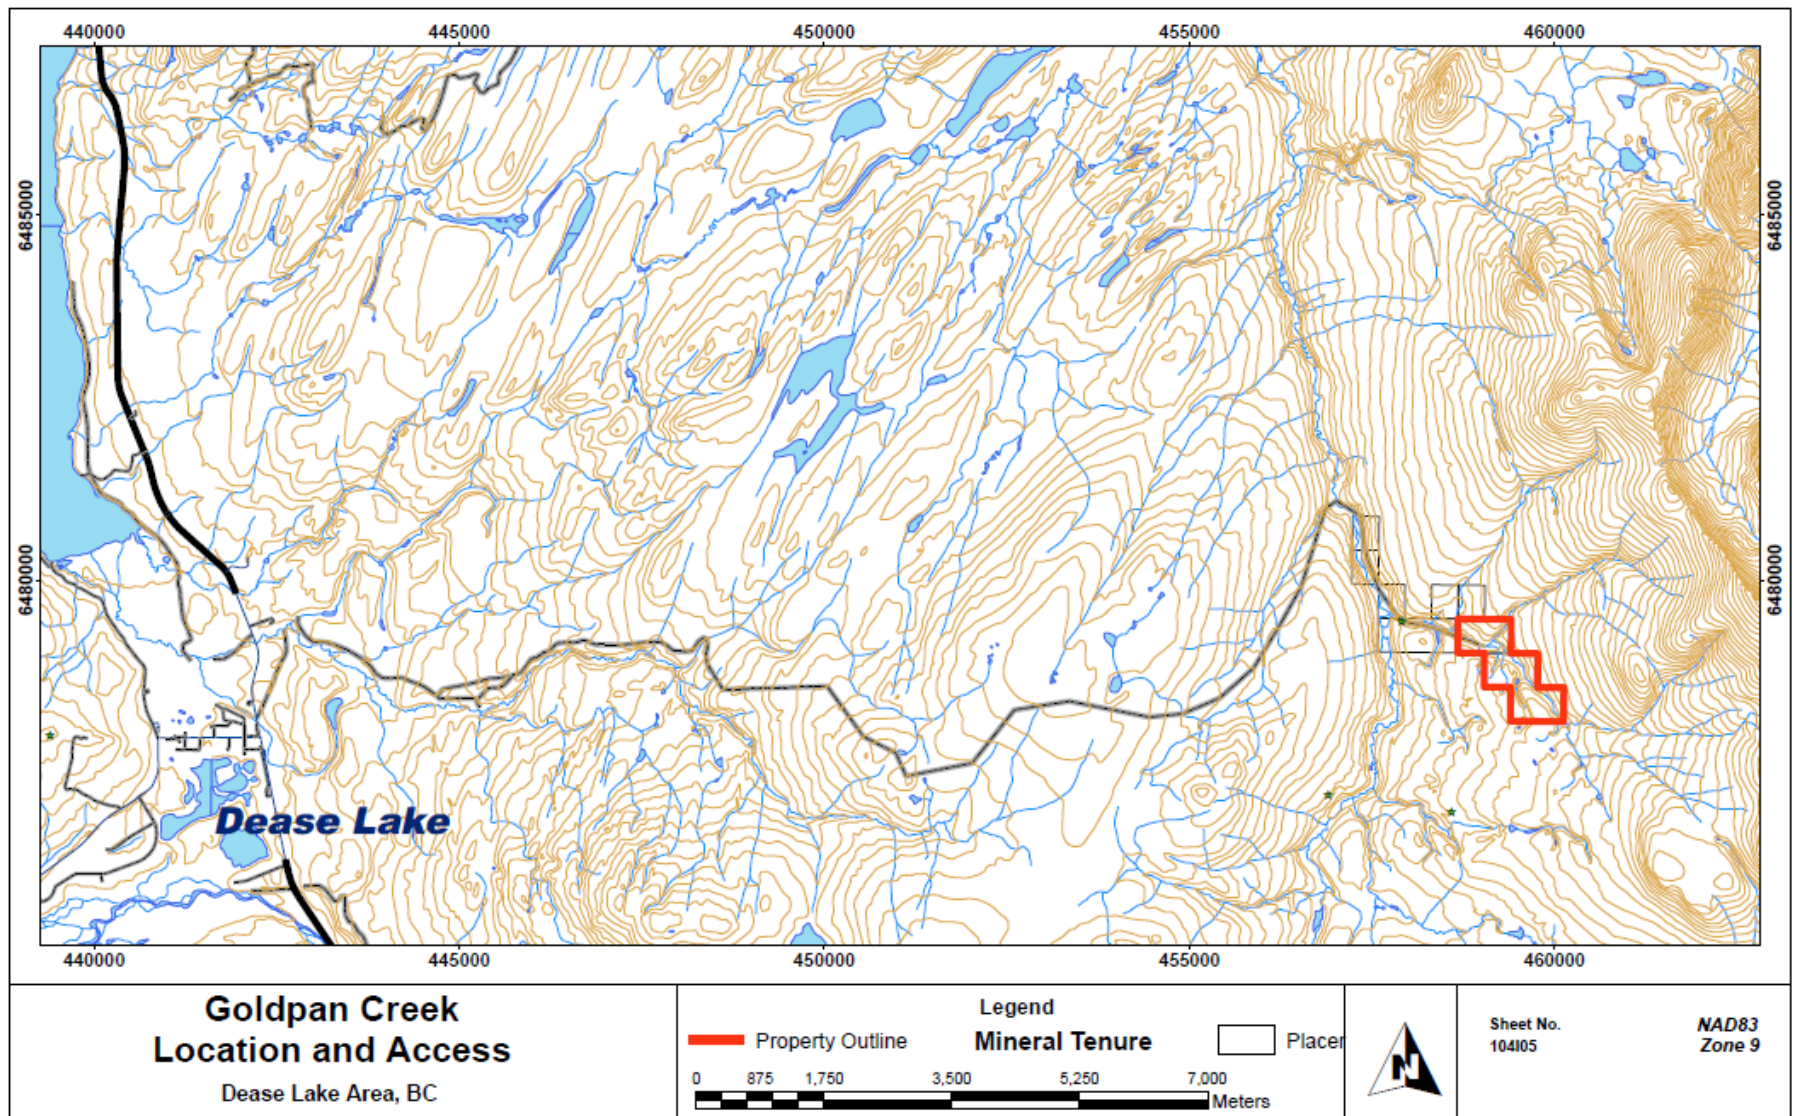 440000 445000 450000 455000 460000
6485000 6485000
6480000 6480000
Dease Lake
440000 445000 450000 455000 460000
Goldpan Creek
Location and Access
Dease Lake Area, BC
Legend
Property Outline Mineral Tenure Placer
0 875 1,750 3,500 5,250 7,000
Meters
N
Sheet No. NAD83
104I05 Zone 9